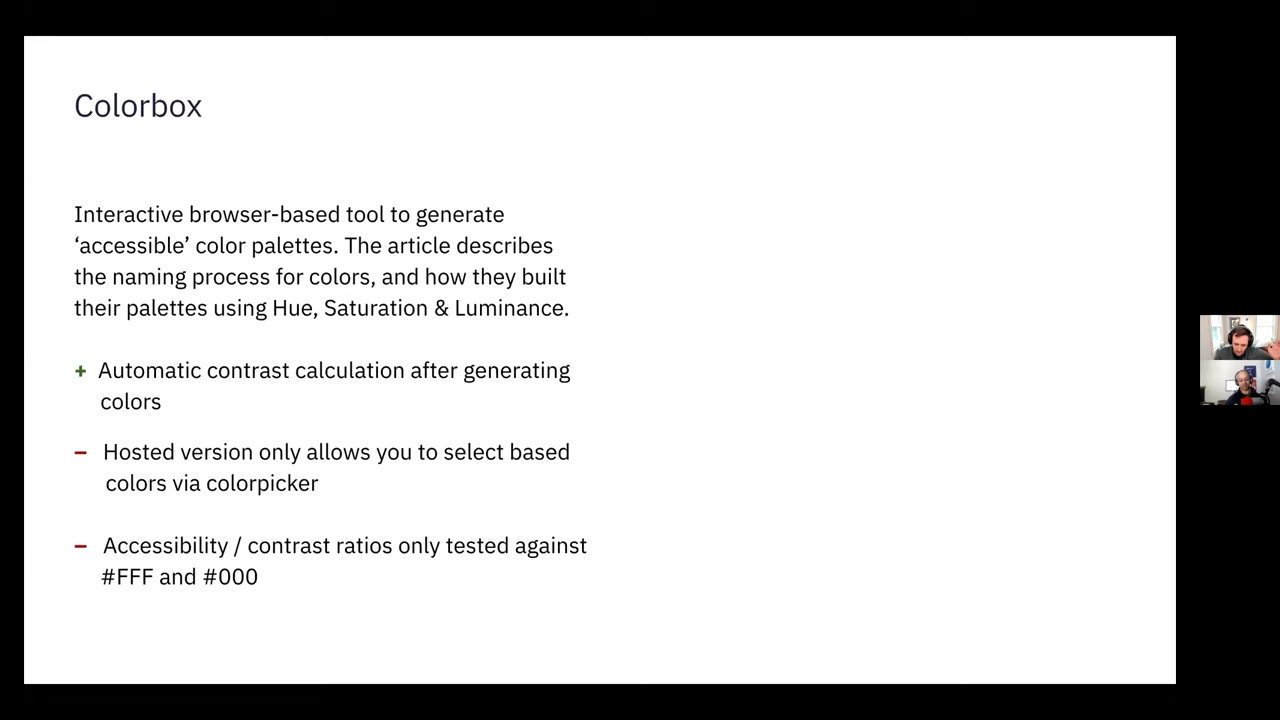 Colorbox
Interactive browser-based tool to generate
‘accessible’ color palettes. The article describes
the naming process for colors, and how they built
their palettes using Hue, Saturation & Luminance.
+ Automatic contrast calculation after generating
colors
– Hosted version only allows you to select based
colors via colorpicker
– Accessibility / contrast ratios only tested against
#FFF and #000